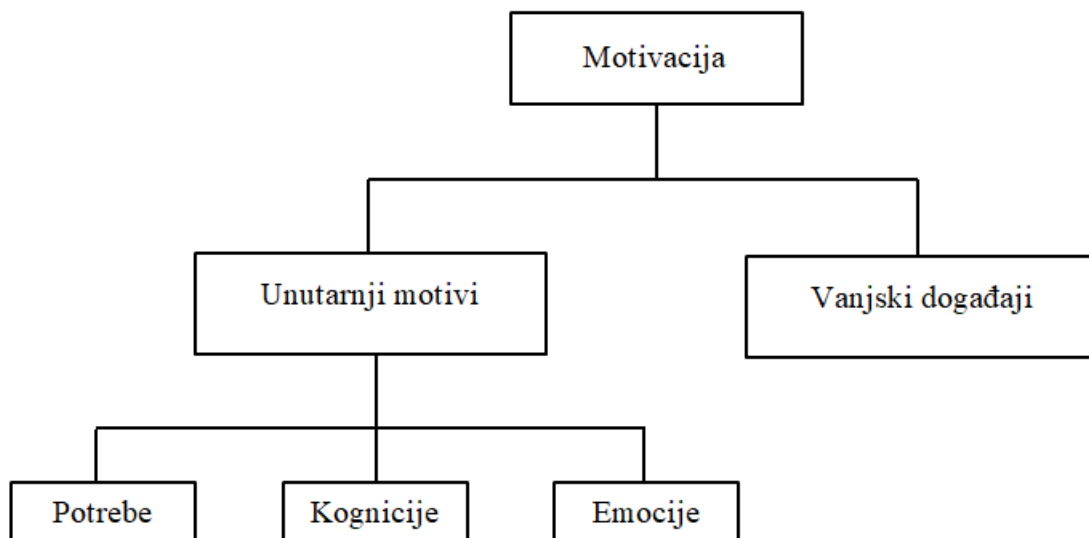 Motivacija
Unutarnji motivi
Vanjski događaji
Potrebe
Kognicije
Emocije